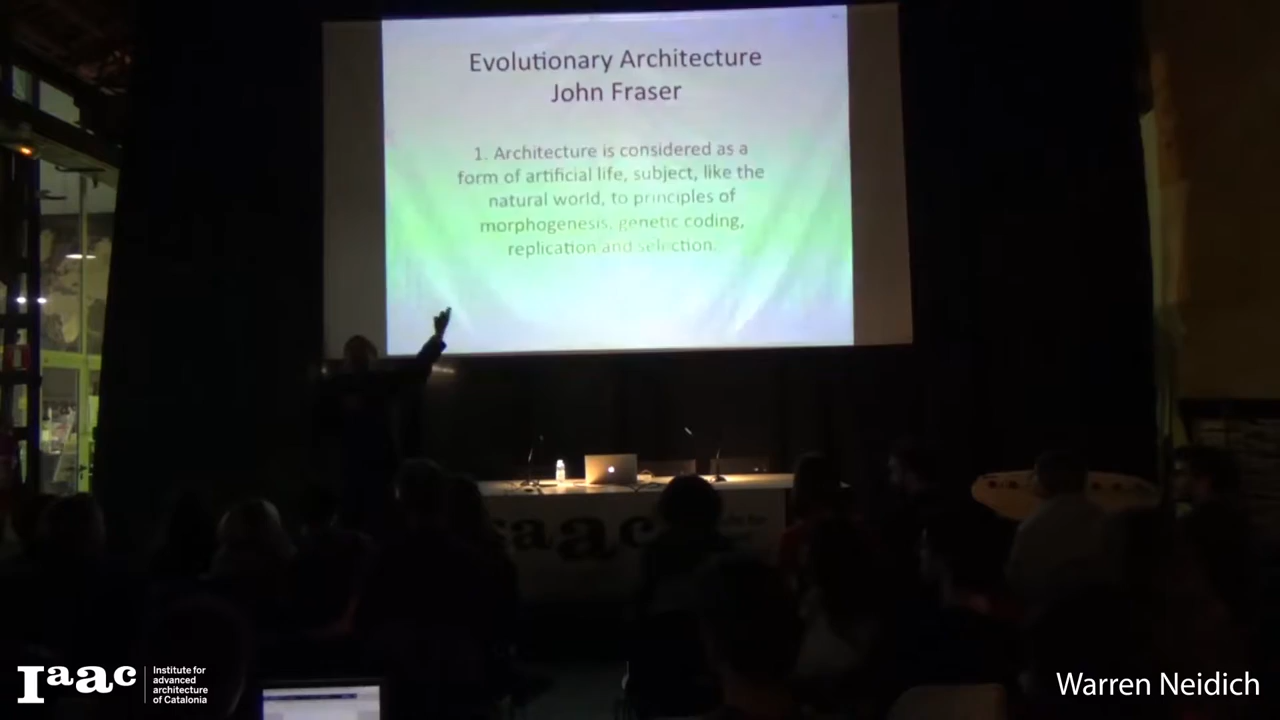 Evolutionary Architecture
John Fraser
1. Architecture is considered as a
form of artificial life, subject, like the
natural world, to principles of
morphogenesis, genetic coding,
replication and selection.
Iaac
Iaac
Institute for
advanced
architecture
of Catalonia
Warren Neidich